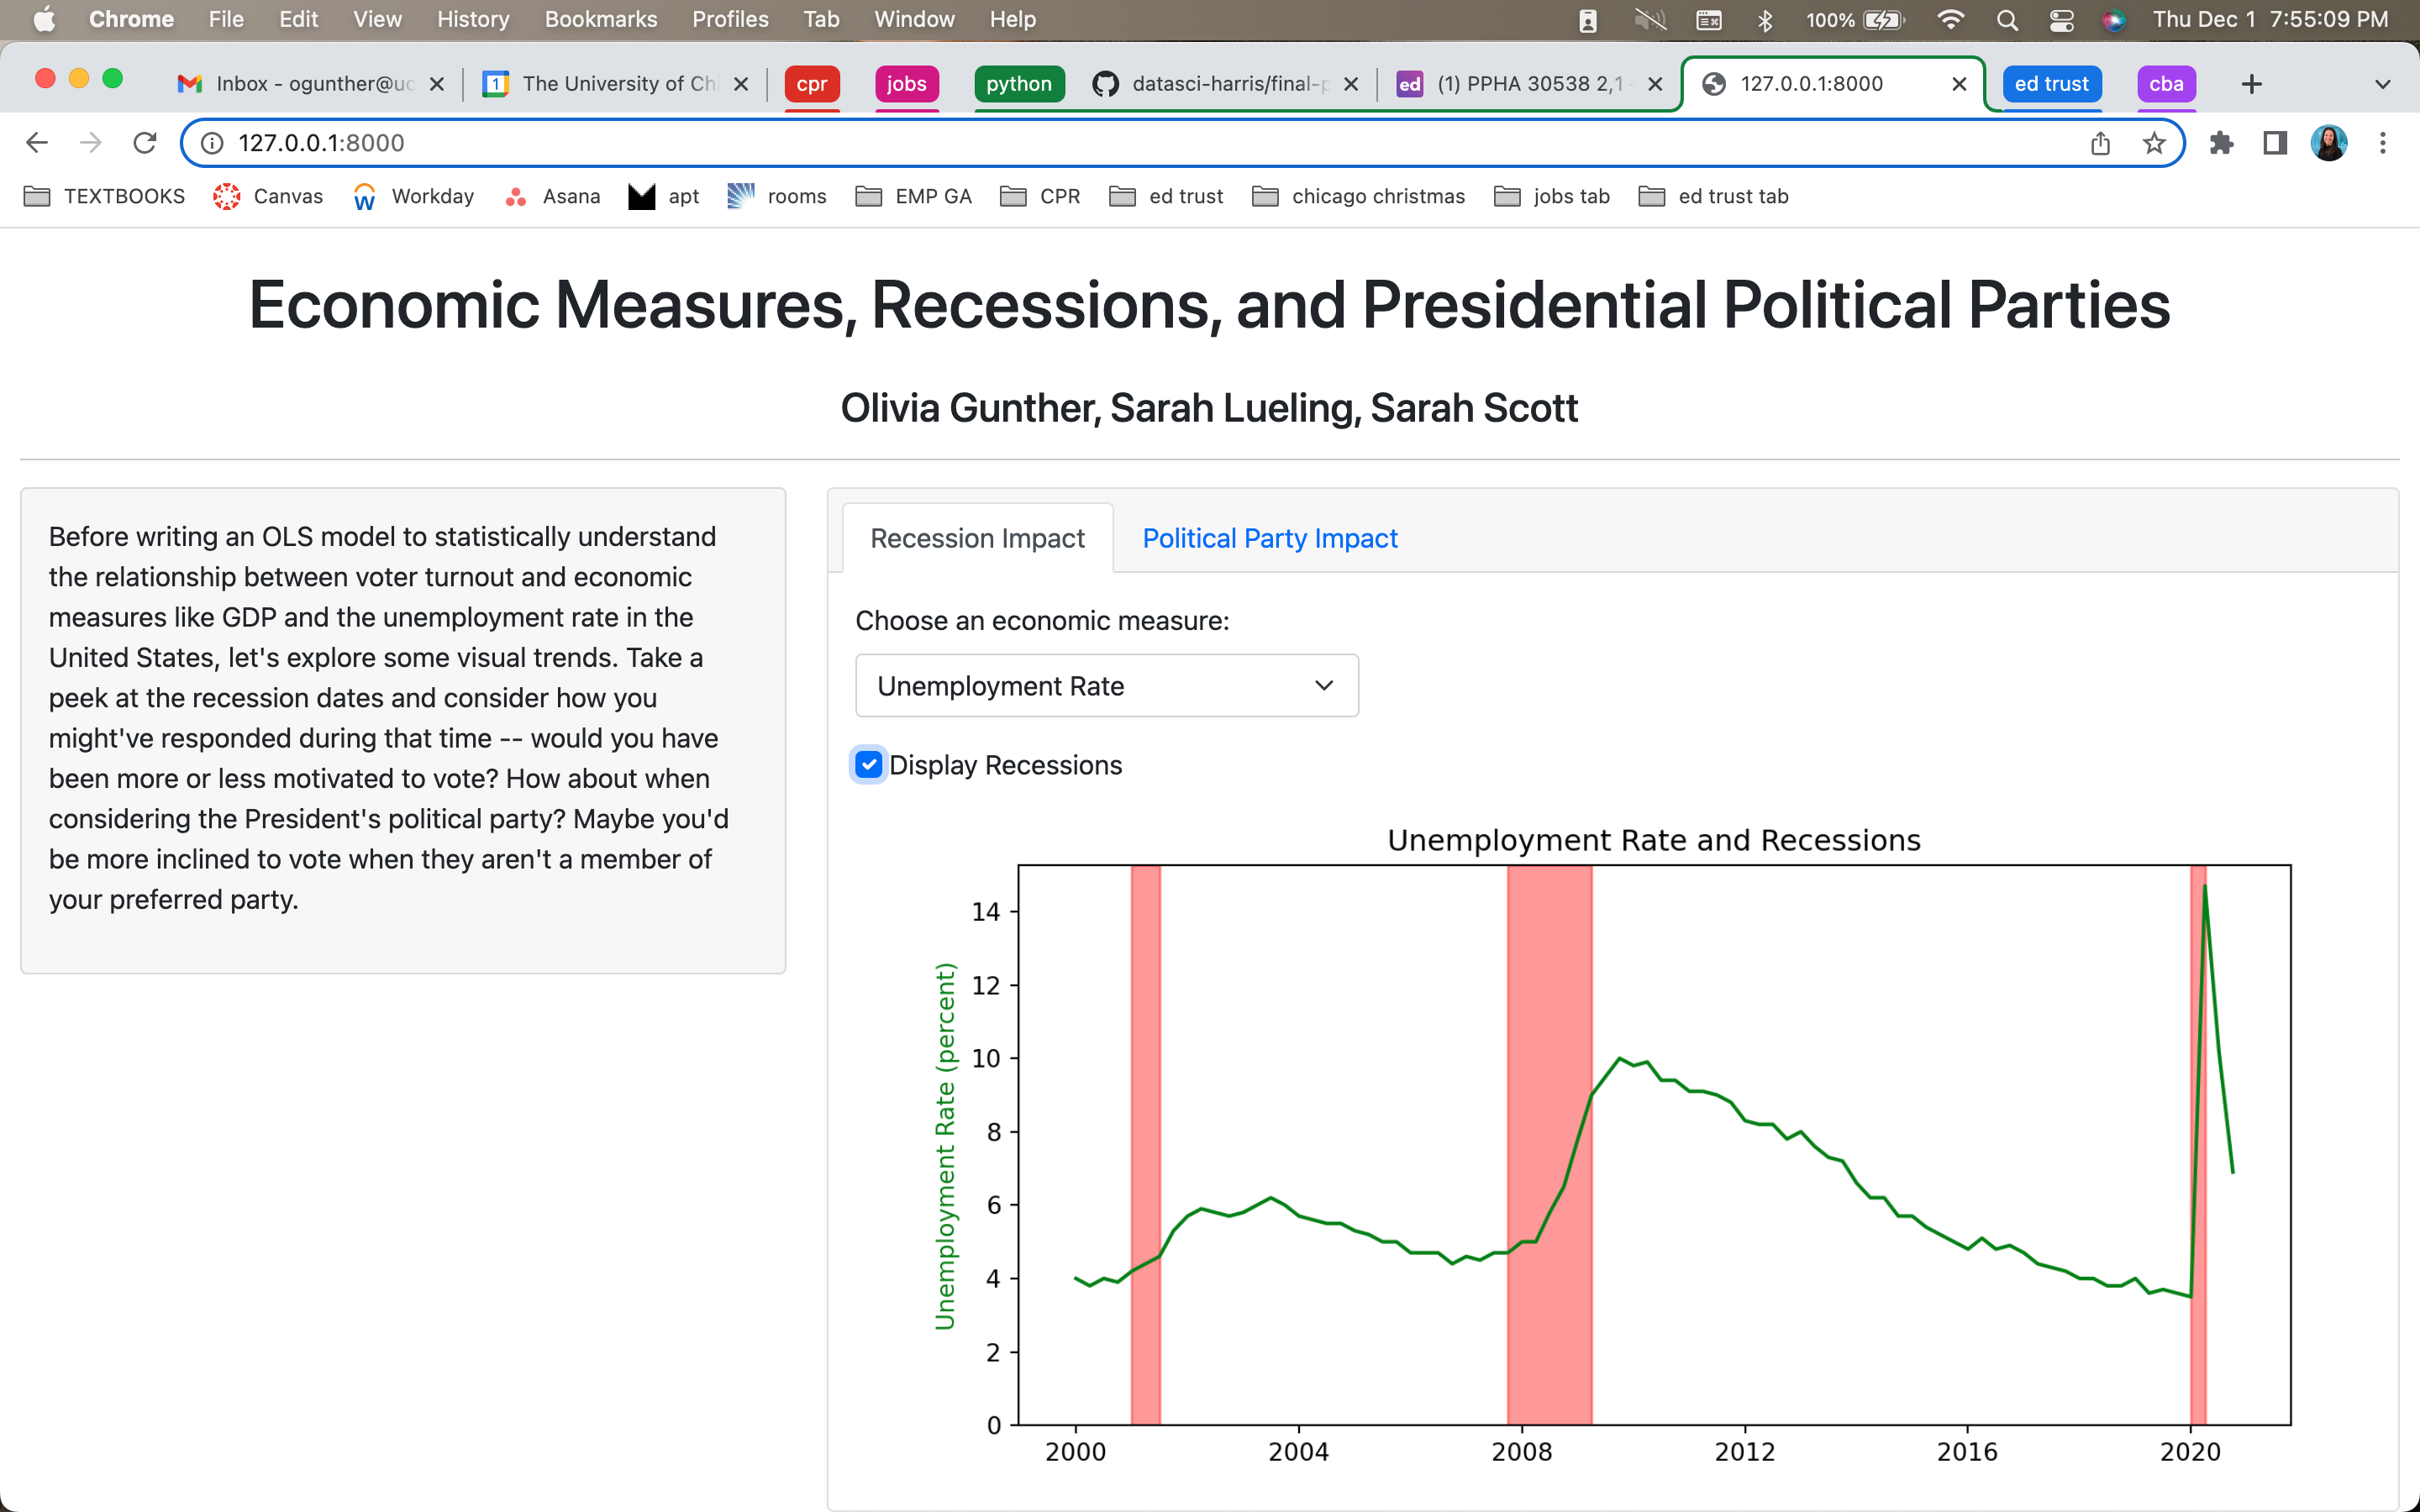 Chrome File Edit View History Bookmarks Profiles Tab Window Help 100% Thu Dec 1 7:55:09 PM
Inbox - ogunther@uc 1 The University of Chi cpr jobs python datasci-harris/final-p ed (1) PPHA 30538 2,1 - 127.0.0.1:8000 ed trust cba
127.0.0.1:8000
TEXTBOOKS Canvas Workday Asana apt rooms EMP GA CPR ed trust chicago christmas jobs tab ed trust tab
Economic Measures, Recessions, and Presidential Political Parties
Olivia Gunther, Sarah Lueling, Sarah Scott
Before writing an OLS model to statistically understand
the relationship between voter turnout and economic
measures like GDP and the unemployment rate in the
United States, let's explore some visual trends. Take a
peek at the recession dates and consider how you
might've responded during that time -- would you have
been more or less motivated to vote? How about when
considering the President's political party? Maybe you'd
be more inclined to vote when they aren't a member of
your preferred party.
Recession Impact Political Party Impact
Choose an economic measure:
Unemployment Rate
Display Recessions
Unemployment Rate and Recessions
Unemployment Rate (percent)
14
12
10
8
6
4
2
0
2000 2004 2008 2012 2016 2020